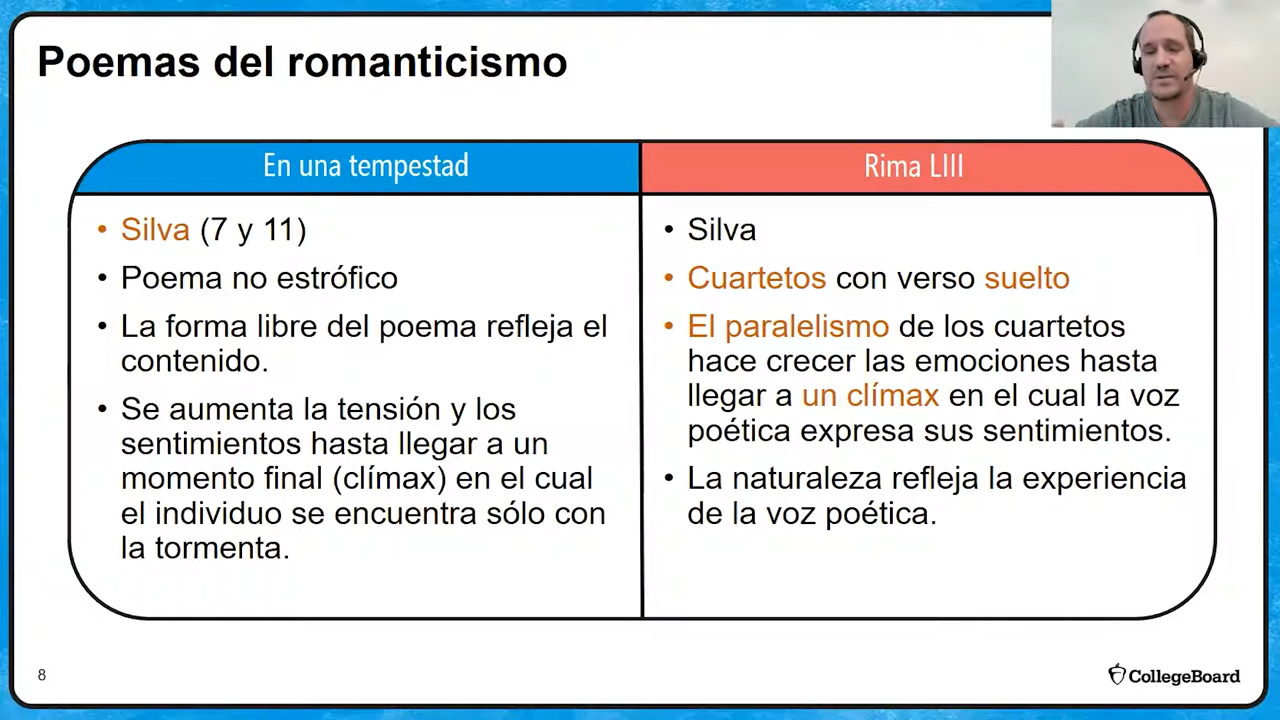 Poemas del romanticismo
En una tempestad
• Silva (7 y 11)
• Poema no estrófico
• La forma libre del poema refleja el
contenido.
• Se aumenta la tensión y los
sentimientos hasta llegar a un
momento final (clímax) en el cual
el individuo se encuentra sólo con
la tormenta.
Rima LIII
• Silva
• Cuartetos con verso suelto
• El paralelismo de los cuartetos
hace crecer las emociones hasta
llegar a un clímax en el cual la voz
poética expresa sus sentimientos.
• La naturaleza refleja la experiencia
de la voz poética.
8
CollegeBoard